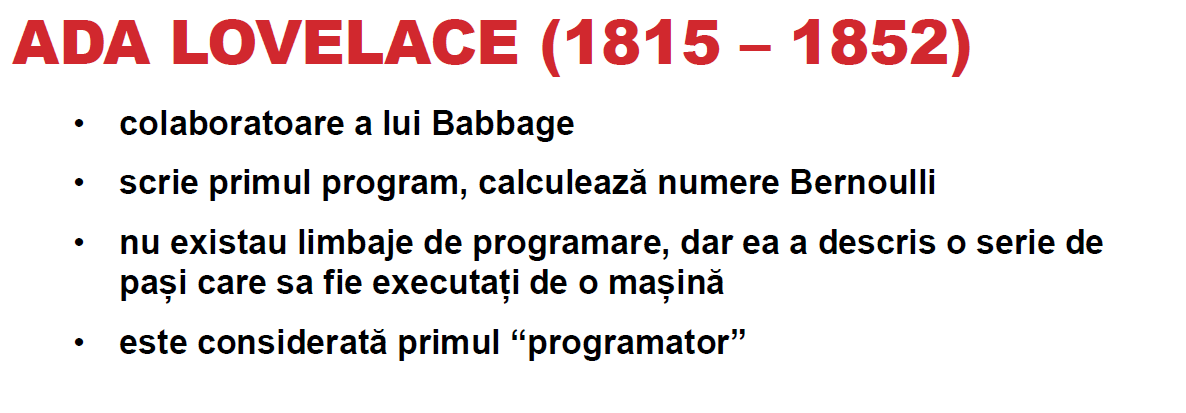 ADA LOVELACE (1815 – 1852)
• colaboratoare a lui Babbage
• scrie primul program, calculează numere Bernoulli
• nu existau limbaje de programare, dar ea a descris o serie de
pași care sa fie executați de o mașină
• este considerată primul “programator”